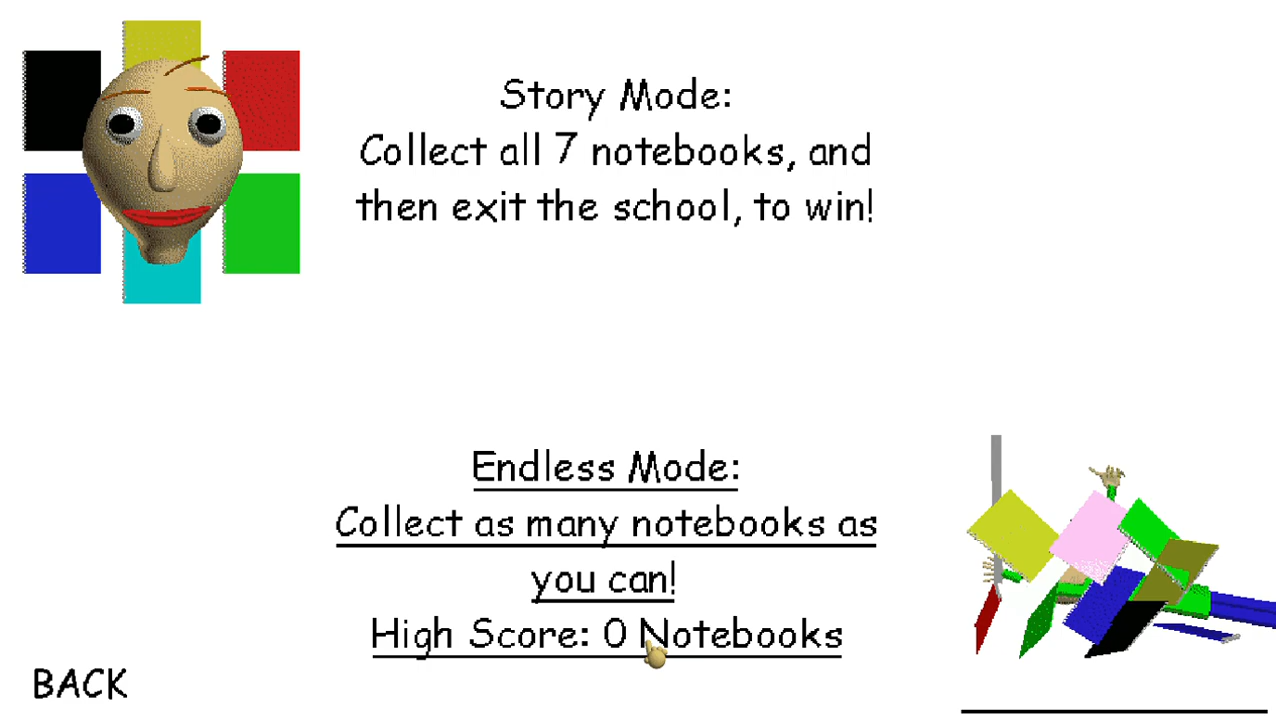 Story Mode:
Collect all 7 notebooks, and
then exit the school, to win!
Endless Mode:
Collect as many notebooks as
you can!
High Score: 0 Notebooks
BACK